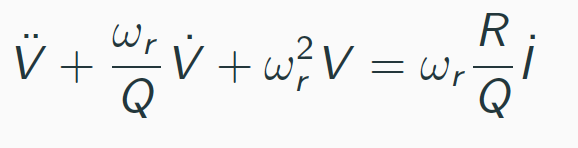 V̈ + ω_r/Q V̇ + ω_r² V = ω_r R/Q İ